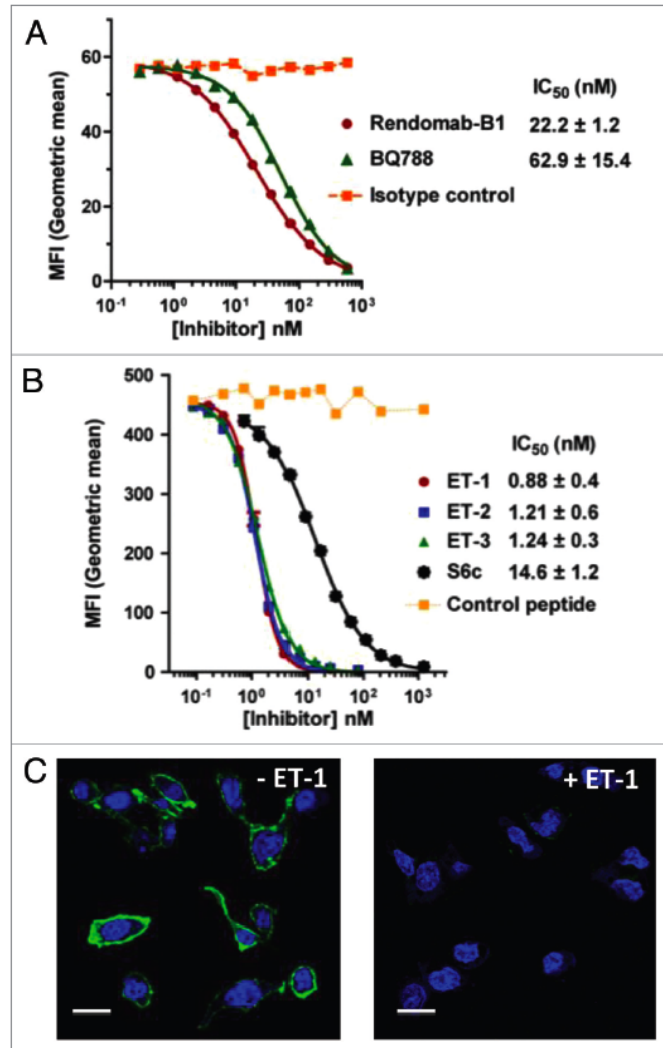 A
MFI (Geometric mean)
60
40
20
0
10⁻¹ 10⁰ 10¹ 10² 10³
[Inhibitor] nM
IC₅₀ (nM)
Rendomab-B1 22.2 ± 1.2
BQ788 62.9 ± 15.4
Isotype control
B
MFI (Geometric mean)
500
400
300
200
100
0
10⁻¹ 10⁰ 10¹ 10² 10³
[Inhibitor] nM
IC₅₀ (nM)
ET-1 0.88 ± 0.4
ET-2 1.21 ± 0.6
ET-3 1.24 ± 0.3
S6c 14.6 ± 1.2
Control peptide
C
- ET-1
+ ET-1